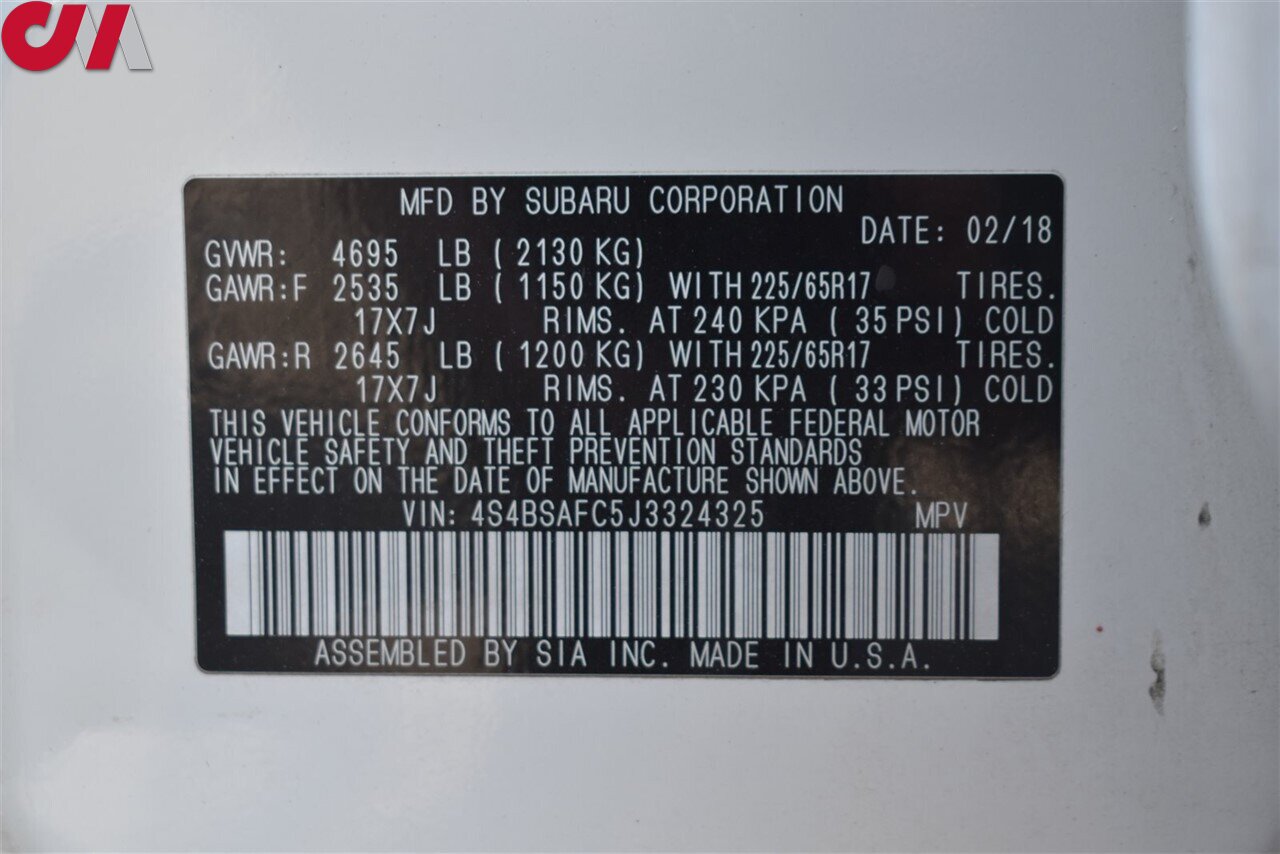 MFD BY SUBARU CORPORATION
DATE: 02/18
GVWR: 4695 LB ( 2130 KG)
GAWR:F 2535 LB ( 1150 KG) WITH 225/65R17 TIRES.
17X7J RIMS. AT 240 KPA ( 35 PSI) COLD
GAWR:R 2645 LB ( 1200 KG) WITH 225/65R17 TIRES.
17X7J RIMS. AT 230 KPA ( 33 PSI) COLD
THIS VEHICLE CONFORMS TO ALL APPLICABLE FEDERAL MOTOR
VEHICLE SAFETY AND THEFT PREVENTION STANDARDS
IN EFFECT ON THE DATE OF MANUFACTURE SHOWN ABOVE.
VIN: 4S4BSAFC5J3324325 MPV
ASSEMBLED BY SIA INC. MADE IN U.S.A.